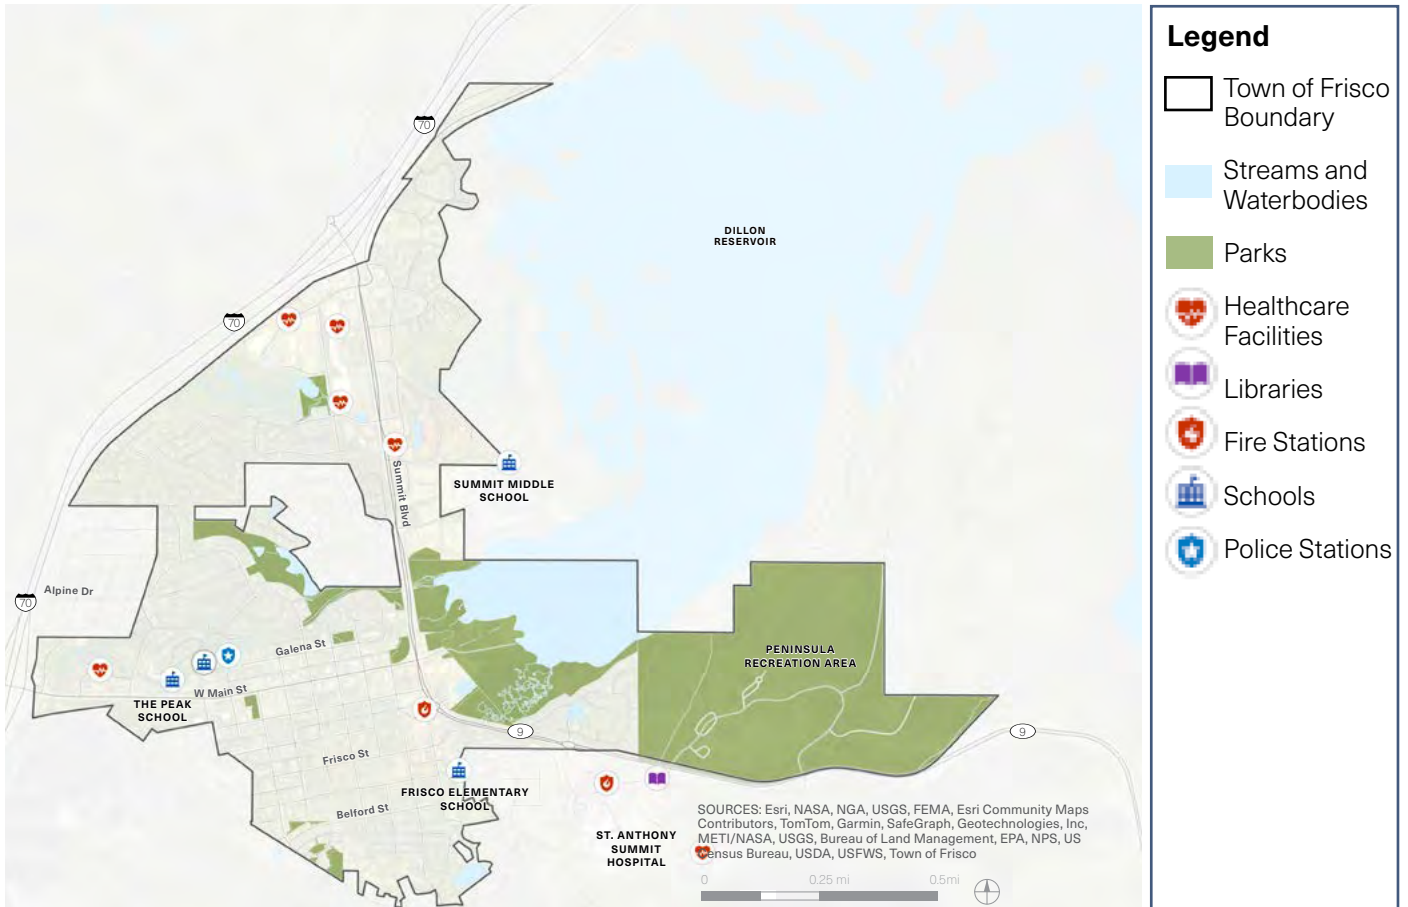 70
70
70
DILLON
RESERVOIR
Summit Blvd
SUMMIT MIDDLE
SCHOOL
Alpine Dr
Galena St
W Main St
THE PEAK
SCHOOL
PENINSULA
RECREATION AREA
9
9
Frisco St
FRISCO ELEMENTARY
SCHOOL
Belford St
ST. ANTHONY
SUMMIT
HOSPITAL
SOURCES: Esri, NASA, NGA, USGS, FEMA, Esri Community Maps
Contributors, TomTom, Garmin, SafeGraph, Geotechnologies, Inc,
METI/NASA, USGS, Bureau of Land Management, EPA, NPS, US
Census Bureau, USDA, USFWS, Town of Frisco
0 0.25 mi 0.5mi
Legend
Town of Frisco
Boundary
Streams and
Waterbodies
Parks
Healthcare
Facilities
Libraries
Fire Stations
Schools
Police Stations